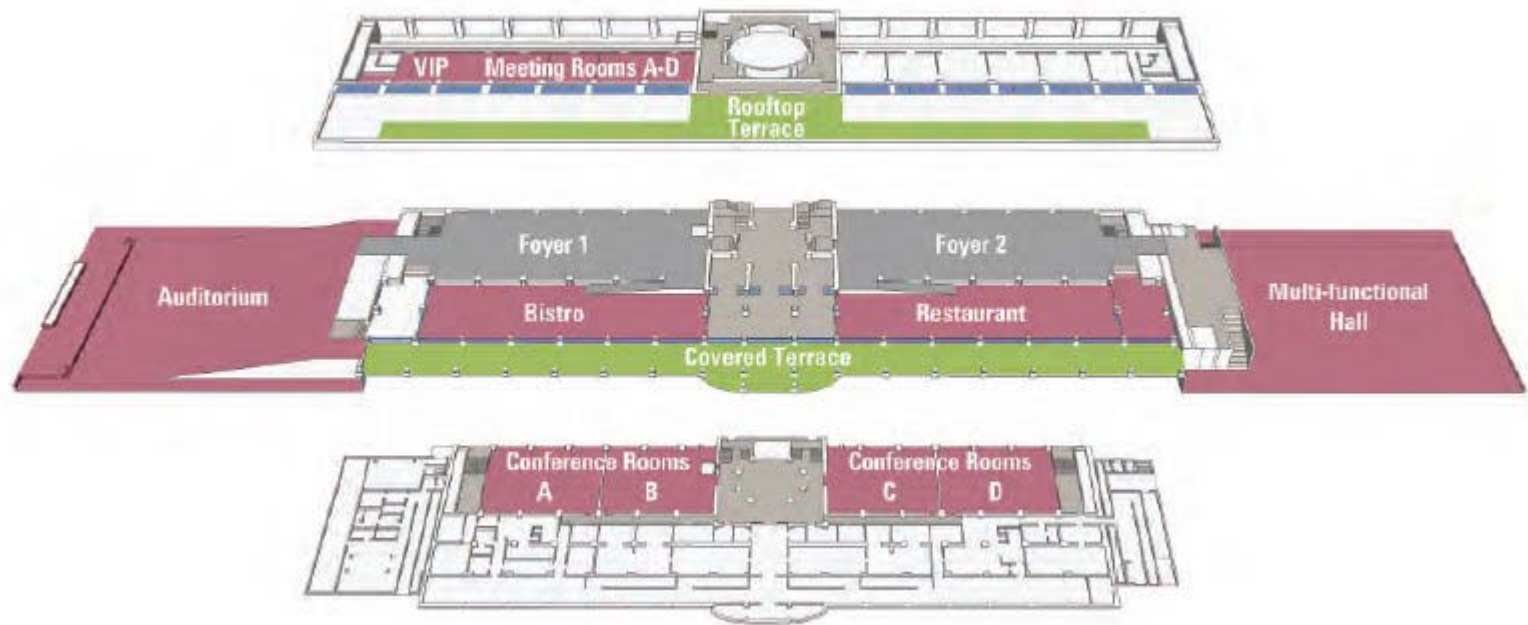 VIP Meeting Rooms A-D
Rooftop
Terrace
Foyer 1
Foyer 2
Auditorium
Bistro
Restaurant
Multi-functional
Hall
Covered Terrace
Conference Rooms
A B
Conference Rooms
C D